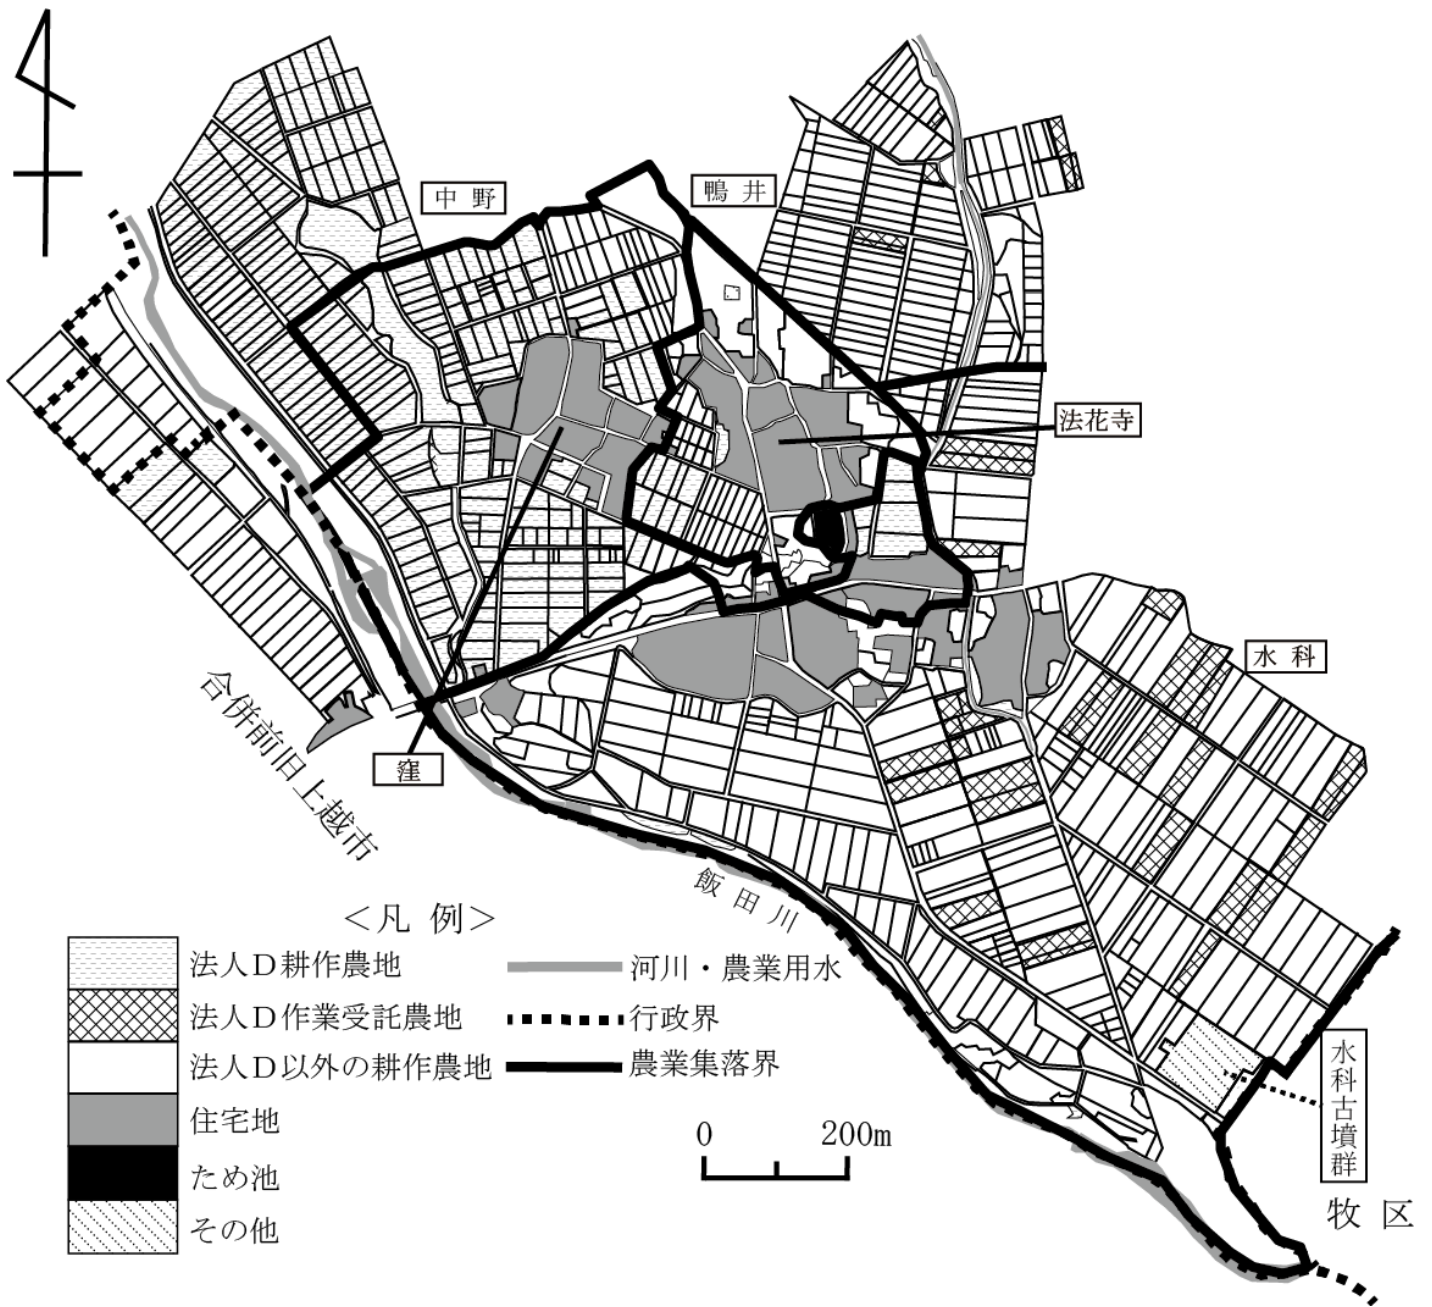 中野
鴨井
法花寺
水科
窪
合併前旧上越市
飯田川
＜凡 例＞
法人D耕作農地
法人D作業受託農地
法人D以外の耕作農地
住宅地
ため池
その他
河川・農業用水
行政界
農業集落界
0 200m
水科古墳群
牧 区